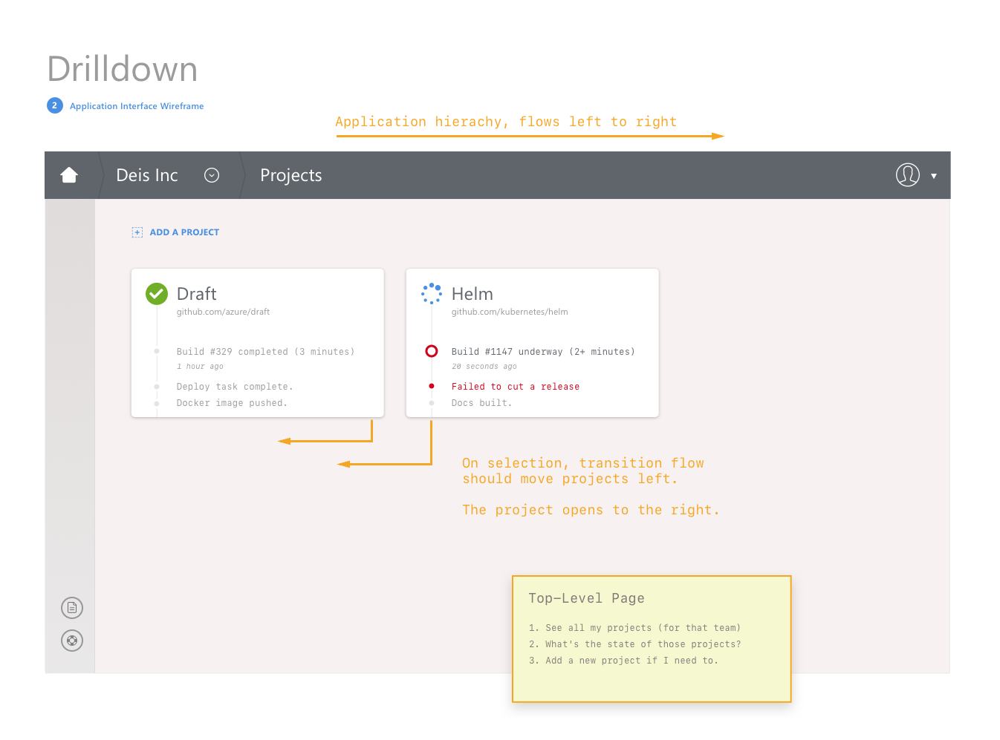 Drilldown
2 Application Interface Wireframe
Application hierachy, flows left to right
Deis Inc
Projects
ADD A PROJECT
Draft
github.com/azure/draft
Build #329 completed (3 minutes)
1 hour ago
Deploy task complete.
Docker image pushed.
Helm
github.com/kubernetes/helm
Build #1147 underway (2+ minutes)
20 seconds ago
Failed to cut a release
Docs built.
On selection, transition flow
should move projects left.
The project opens to the right.
Top-Level Page
1. See all my projects (for that team)
2. What's the state of those projects?
3. Add a new project if I need to.